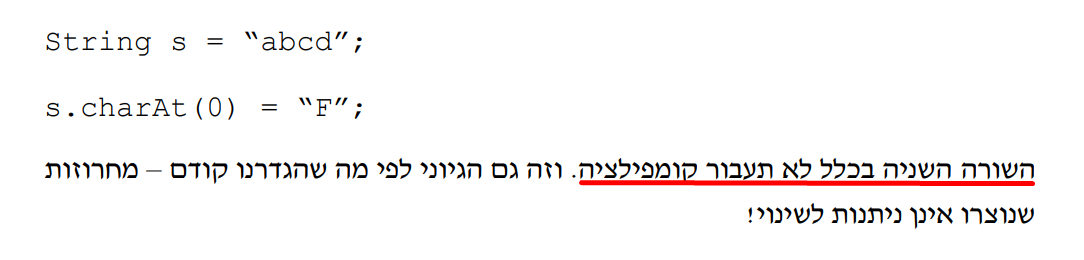 String s = “abcd”;
s.charAt(0) = “F”;
השורה השניה בכלל לא תעבור קומפילציה. וזה גם הגיוני לפי מה שהגדרנו קודם – מחרוזות
שנוצרו אינן ניתנות לשינוי!